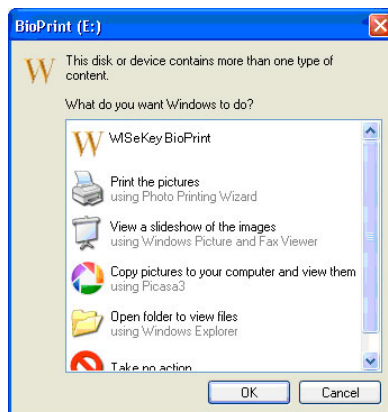 BioPrint (E:)
This disk or device contains more than one type of
content.
What do you want Windows to do?
WISeKey BioPrint
Print the pictures
using Photo Printing Wizard
View a slideshow of the images
using Windows Picture and Fax Viewer
Copy pictures to your computer and view them
using Picasa3
Open folder to view files
using Windows Explorer
Take no action
OK
Cancel